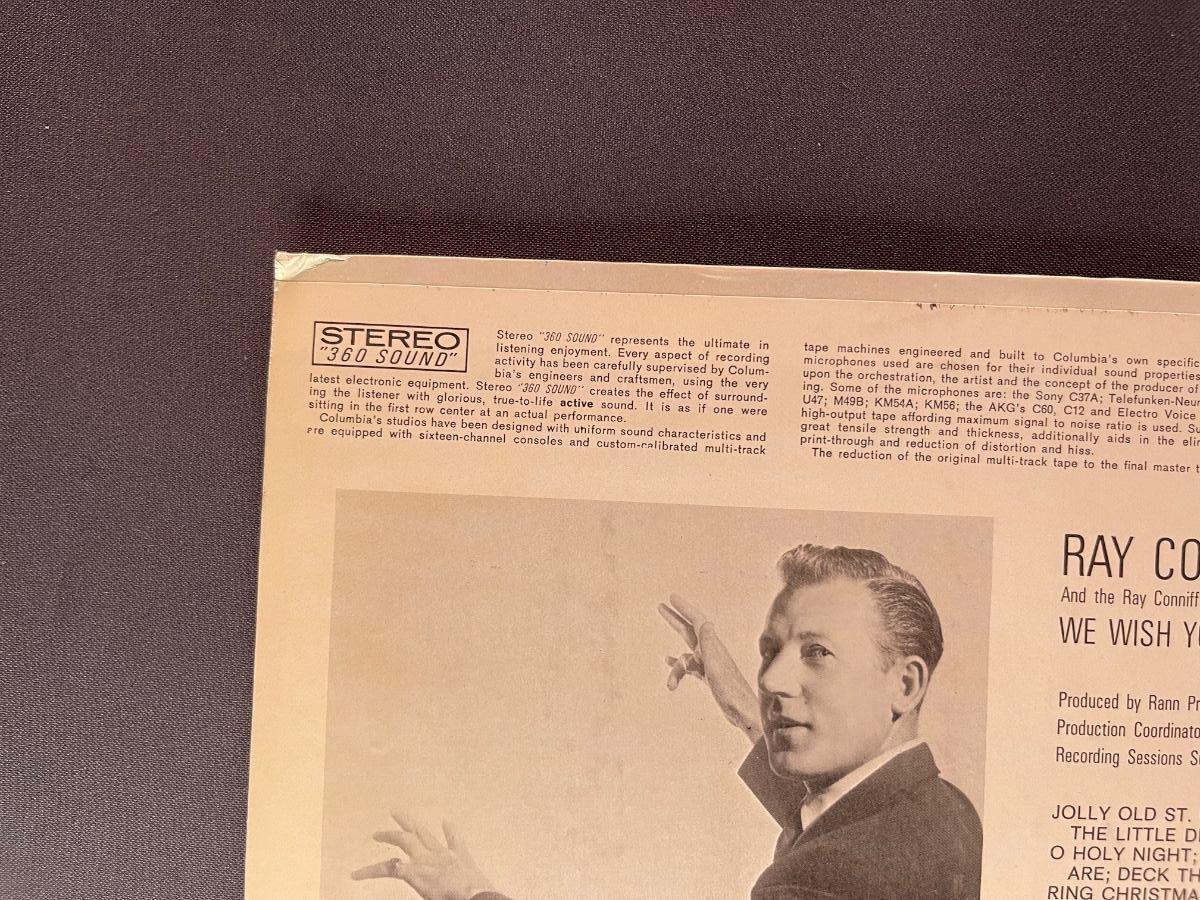 STEREO
"360 SOUND"
Stereo "360 SOUND" represents the ultimate in
listening enjoyment. Every aspect of recording
activity has been carefully supervised by Colum-
bia's engineers and craftsmen, using the very
latest electronic equipment. Stereo "360 SOUND" creates the effect of surround-
ing the listener with glorious, true-to-life active sound. It is as if one were
sitting in the first row center at an actual performance.
Columbia's studios have been designed with uniform sound characteristics and
are equipped with sixteen-channel consoles and custom-calibrated multi-track
tape machines engineered and built to Columbia's own specific
microphones used are chosen for their individual sound properties
upon the orchestration, the artist and the concept of the producer of
ing. Some of the microphones are: the Sony C37A; Telefunken-Neu
U47; M49B; KM54A; KM56; the AKG's C60, C12 and Electro Voice
high-output tape affording maximum signal to noise ratio is used. Su
great tensile strength and thickness, additionally aids in the eli
print-through and reduction of distortion and hiss.
The reduction of the original multi-track tape to the final master t
RAY CO
And the Ray Conniff
WE WISH YO
Produced by Rann Pr
Production Coordinato
Recording Sessions S
JOLLY OLD ST.
THE LITTLE D
O HOLY NIGHT;
ARE; DECK TH
RING CHRISTMA